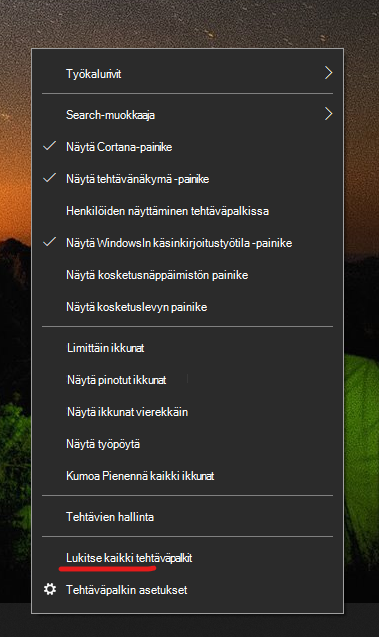 Työkalurivit
Search-muokkaaja
Näytä Cortana-painike
Näytä tehtävänäkymä -painike
Henkilöiden näyttäminen tehtäväpalkissa
Näytä WindowsIn käsinkirjoitustyötila -painike
Näytä kosketusnäppäimistön painike
Näytä kosketuslevyn painike
Limittäin ikkunat
Näytä pinotut ikkunat
Näytä ikkunat vierekkäin
Näytä työpöytä
Kumoa Pienennä kaikki ikkunat
Tehtävien hallinta
Lukitse kaikki tehtäväpalkit
Tehtäväpalkin asetukset